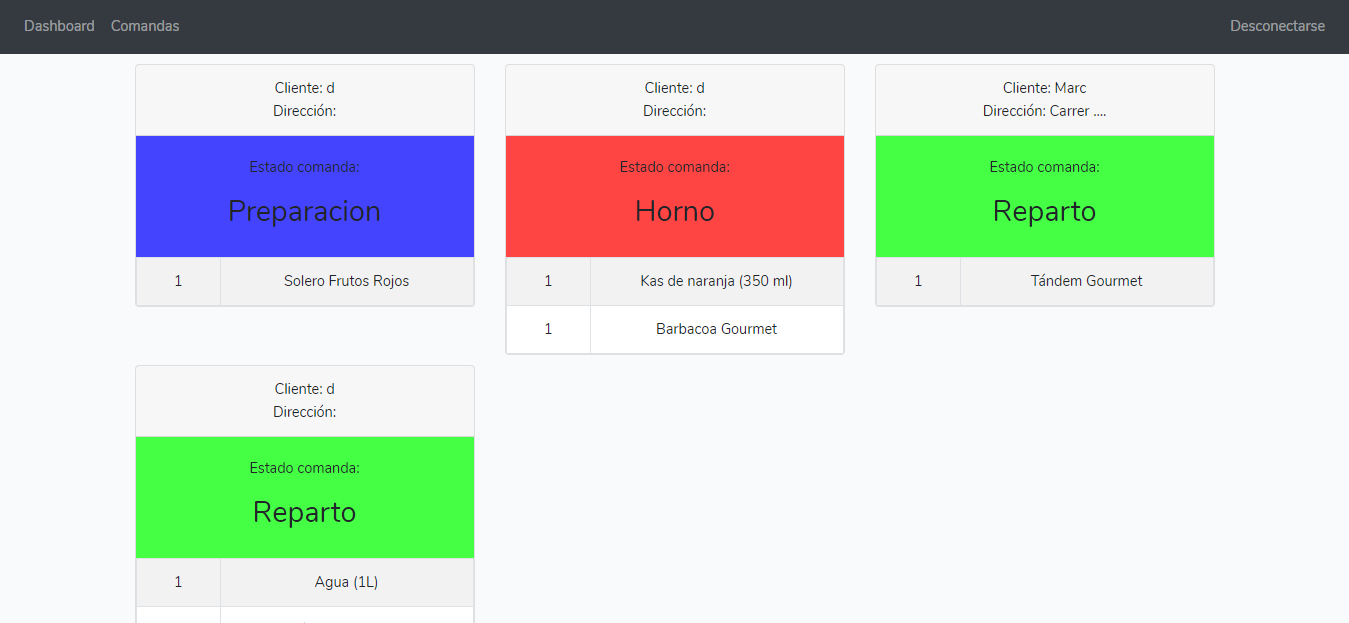 Dashboard Comandas Desconectarse
Cliente: d
Dirección:
Estado comanda:
Preparacion
1 Solero Frutos Rojos
Cliente: d
Dirección:
Estado comanda:
Horno
1 Kas de naranja (350 ml)
1 Barbacoa Gourmet
Cliente: Marc
Dirección: Carrer ....
Estado comanda:
Reparto
1 Tándem Gourmet
Cliente: d
Dirección:
Estado comanda:
Reparto
1 Agua (1L)